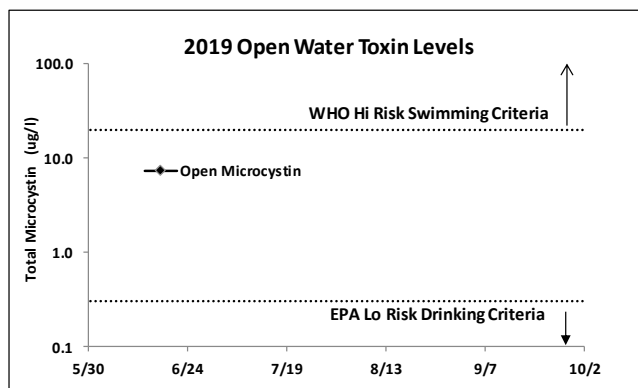 2019 Open Water Toxin Levels
100.0
WHO Hi Risk Swimming Criteria
10.0
Open Microcystin
Total Microcystin (ug/l)
1.0
EPA Lo Risk Drinking Criteria
0.1
5/30 6/24 7/19 8/13 9/7 10/2